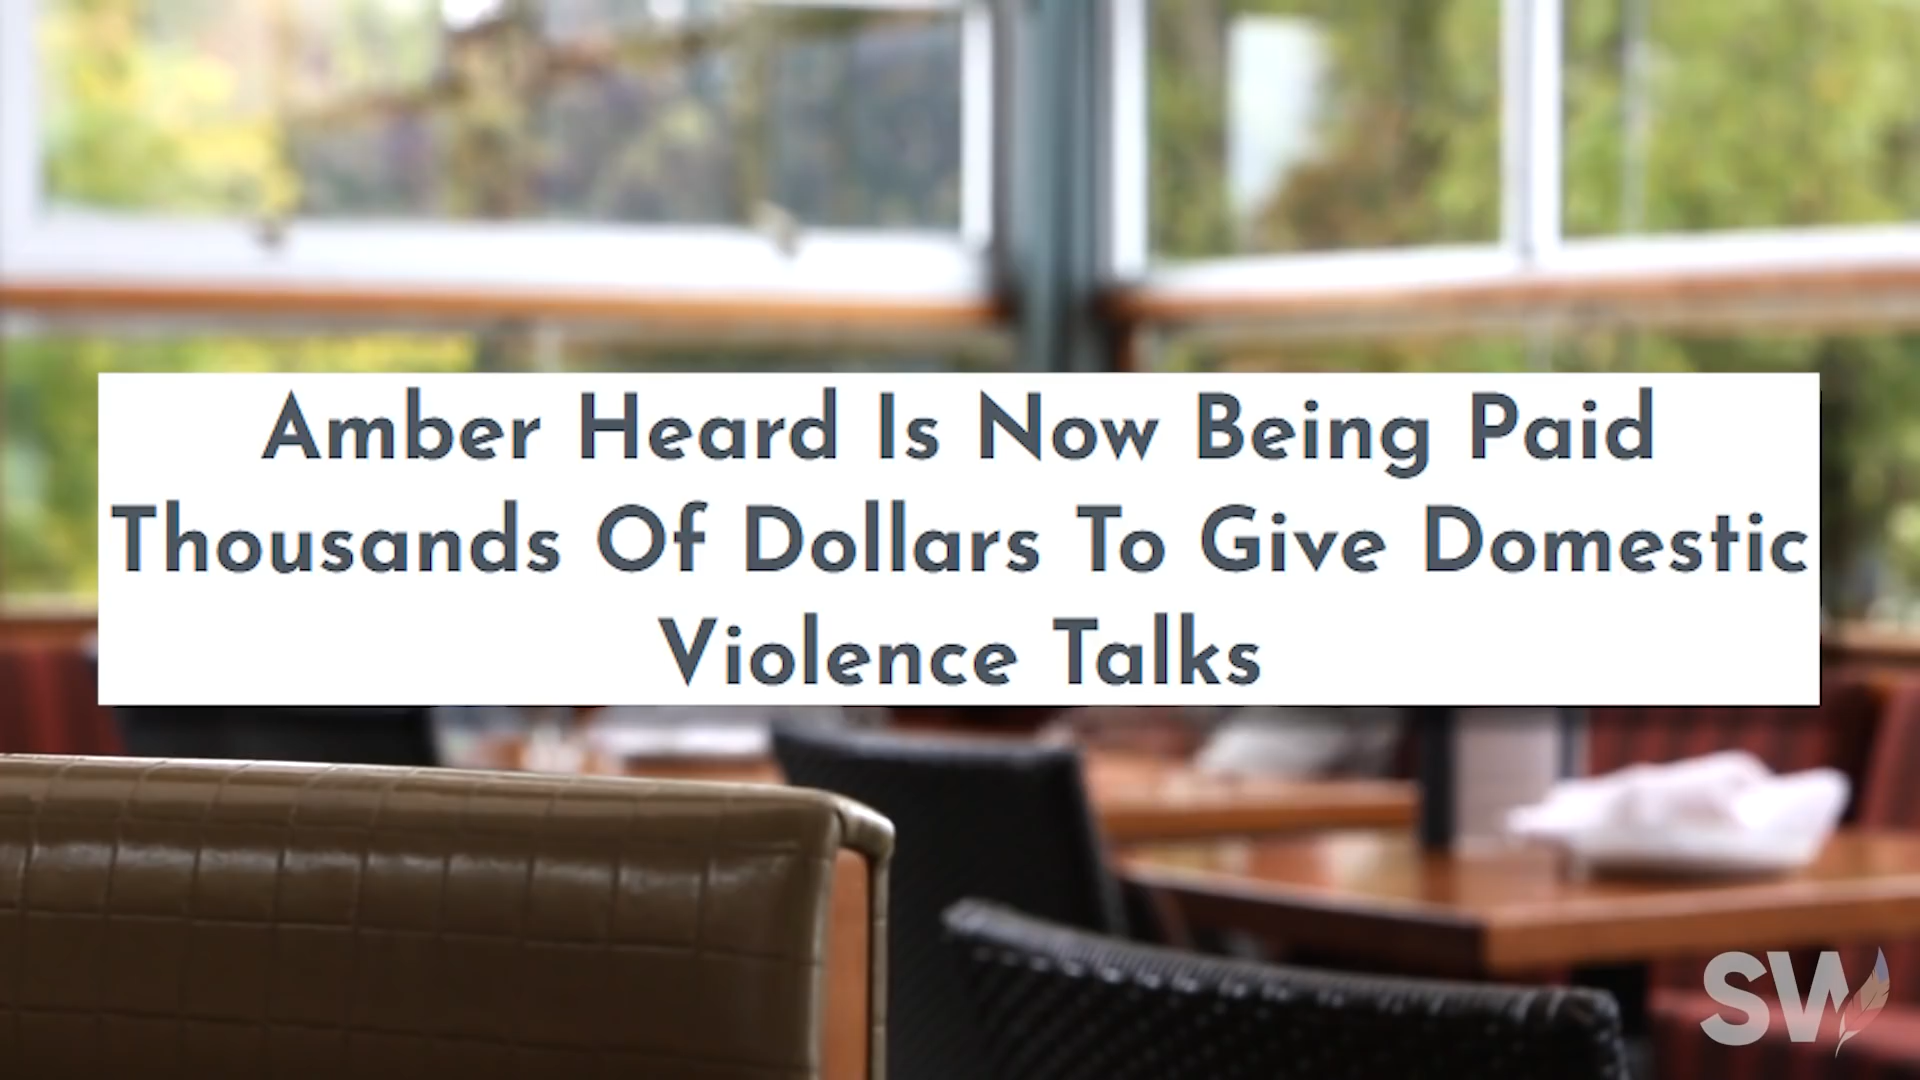 Amber Heard Is Now Being Paid
Thousands Of Dollars To Give Domestic
Violence Talks
SW